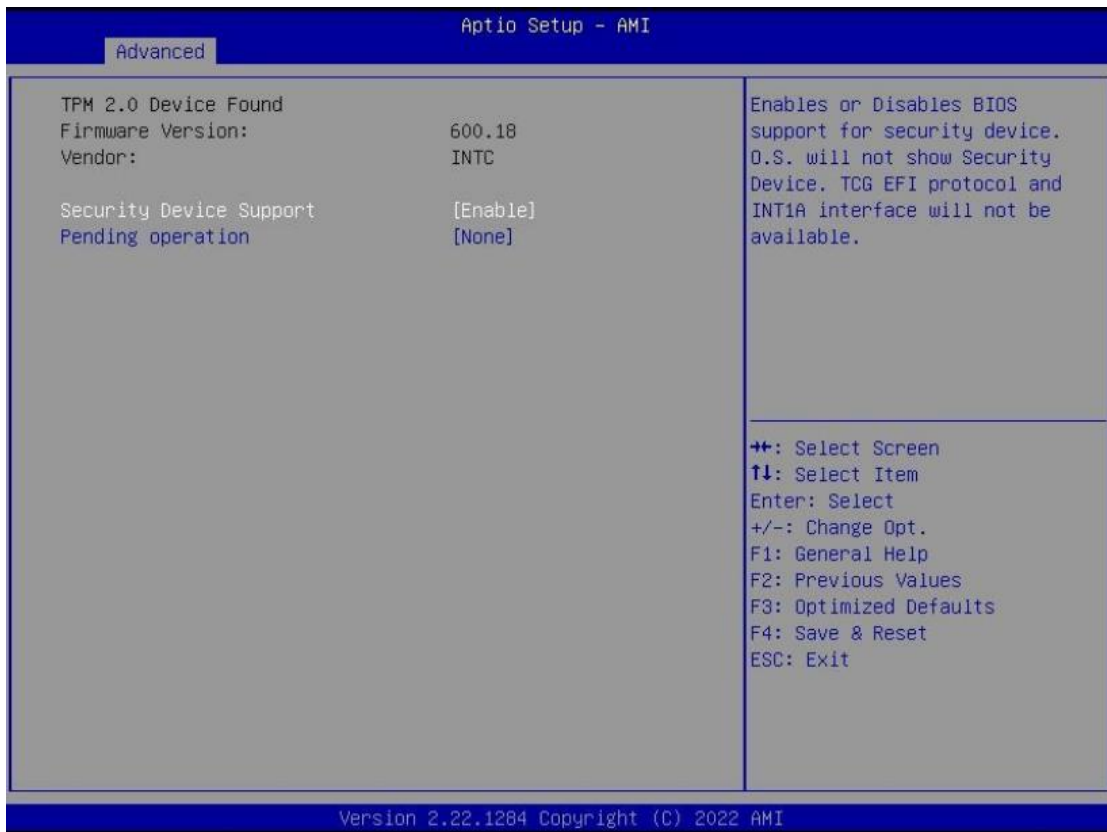 Aptio Setup – AMI
Advanced
TPM 2.0 Device Found
Firmware Version: 600.18
Vendor: INTC
Security Device Support [Enable]
Pending operation [None]
Enables or Disables BIOS
support for security device.
O.S. will not show Security
Device. TCG EFI protocol and
INT1A interface will not be
available.
→←: Select Screen
↑↓: Select Item
Enter: Select
+/-: Change Opt.
F1: General Help
F2: Previous Values
F3: Optimized Defaults
F4: Save & Reset
ESC: Exit
Version 2.22.1284 Copyright (C) 2022 AMI